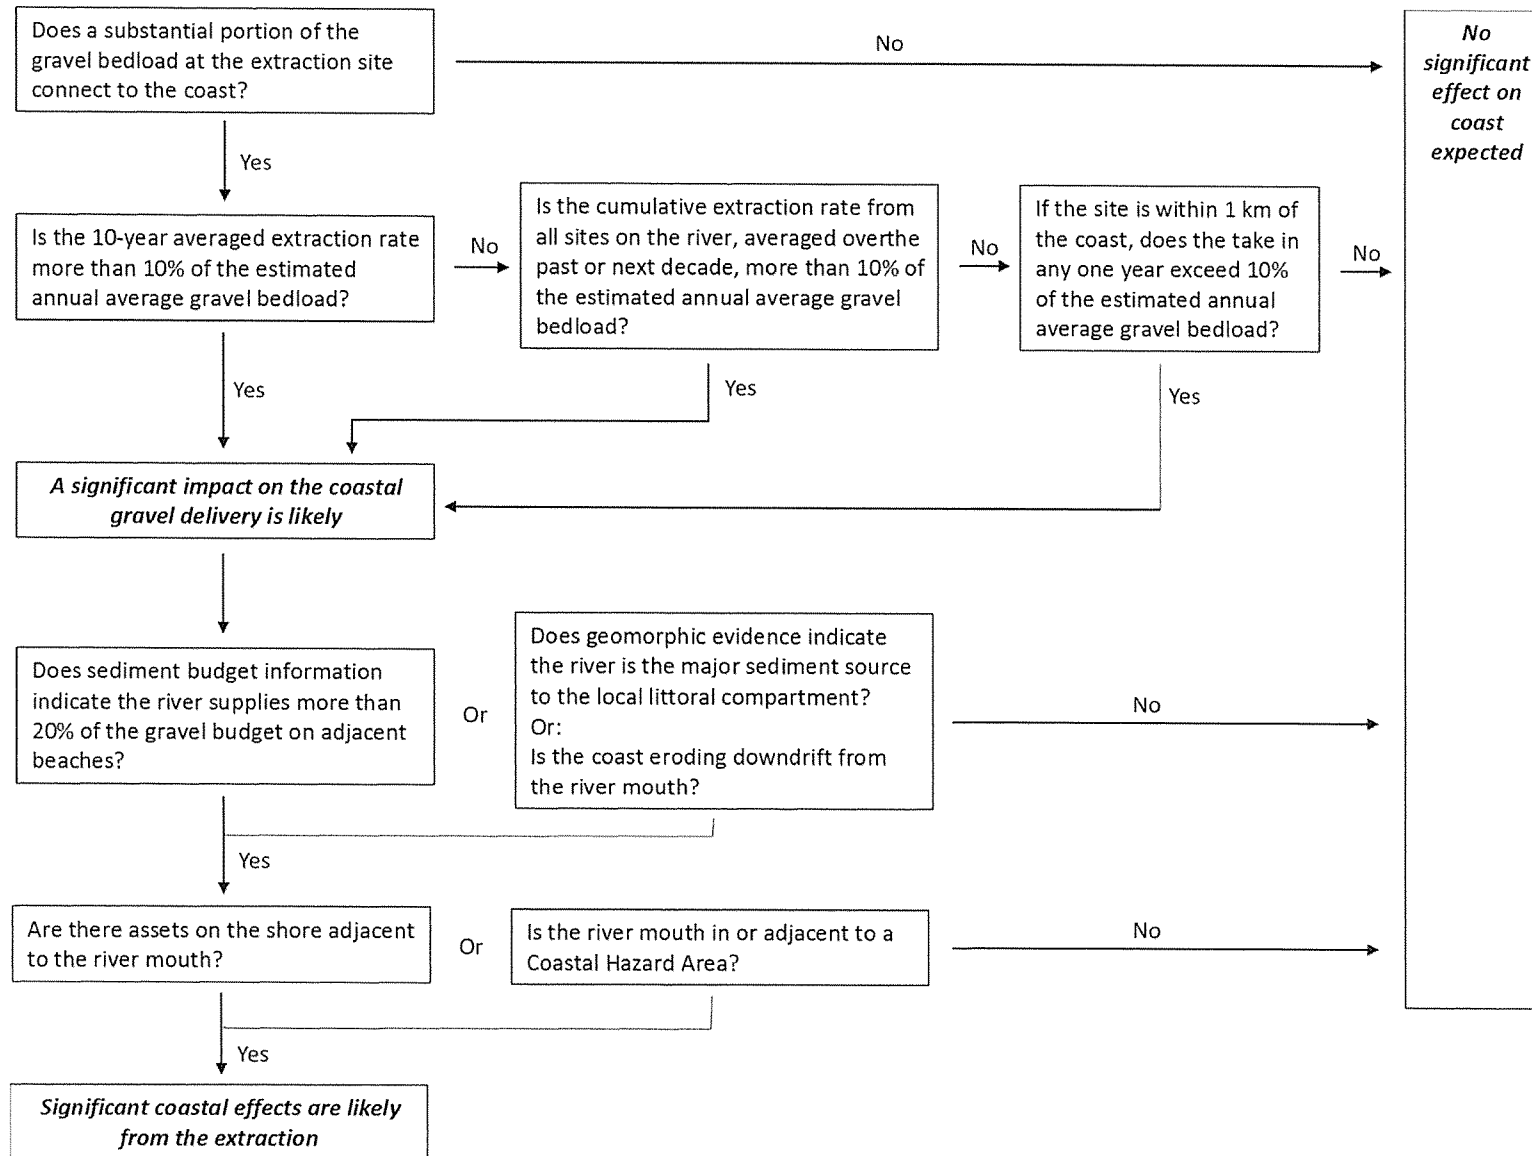 Does a substantial portion of the
gravel bedload at the extraction site
connect to the coast?
No
No
significant
effect on
coast
expected
Yes
Is the 10-year averaged extraction rate
more than 10% of the estimated
annual average gravel bedload?
No
Is the cumulative extraction rate from
all sites on the river, averaged overthe
past or next decade, more than 10% of
the estimated annual average gravel
bedload?
No
If the site is within 1 km of
the coast, does the take in
any one year exceed 10%
of the estimated annual
average gravel bedload?
No
Yes
Yes
Yes
A significant impact on the coastal
gravel delivery is likely
Does sediment budget information
indicate the river supplies more than
20% of the gravel budget on adjacent
beaches?
Or
Does geomorphic evidence indicate
the river is the major sediment source
to the local littoral compartment?
Or:
Is the coast eroding downdrift from
the river mouth?
No
Yes
Are there assets on the shore adjacent
to the river mouth?
Or
Is the river mouth in or adjacent to a
Coastal Hazard Area?
No
Yes
Significant coastal effects are likely
from the extraction